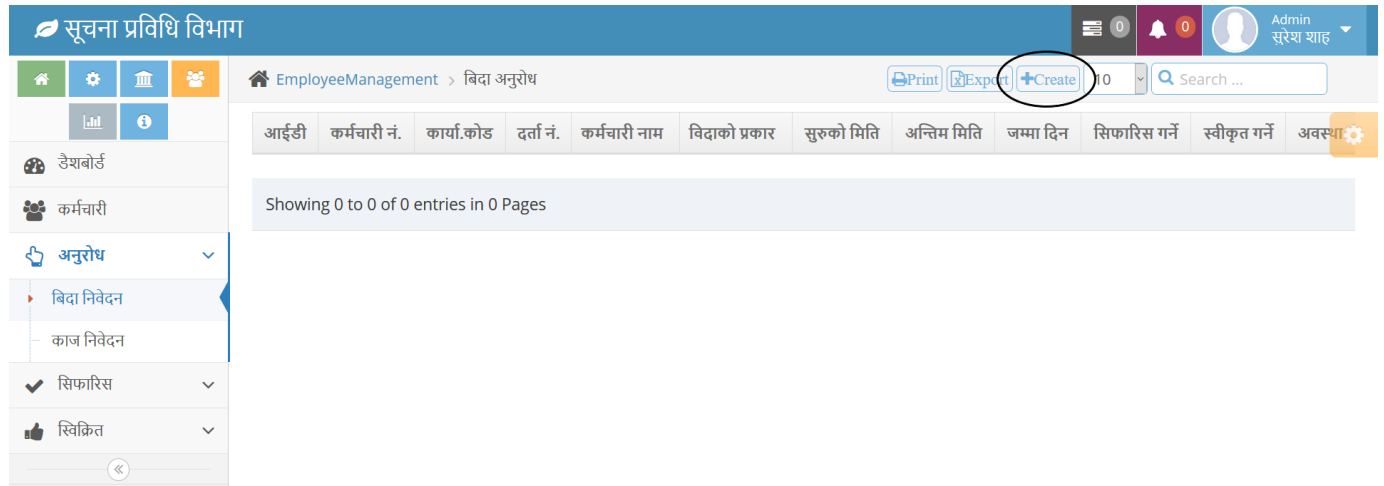 सूचना प्रविधि विभाग
0
0
Admin
सुरेश शाह
EmployeeManagement > बिदा अनुरोध
Print Export Create 10 Search ...
आईडी कर्मचारी नं. कार्या.कोड दर्ता नं. कर्मचारी नाम विदाको प्रकार सुरुको मिति अन्तिम मिति जम्मा दिन सिफारिस गर्ने स्वीकृत गर्ने अवस्था
Showing 0 to 0 of 0 entries in 0 Pages
डैशबोर्ड
कर्मचारी
अनुरोध
बिदा निवेदन
काज निवेदन
सिफारिस
स्विक्रित